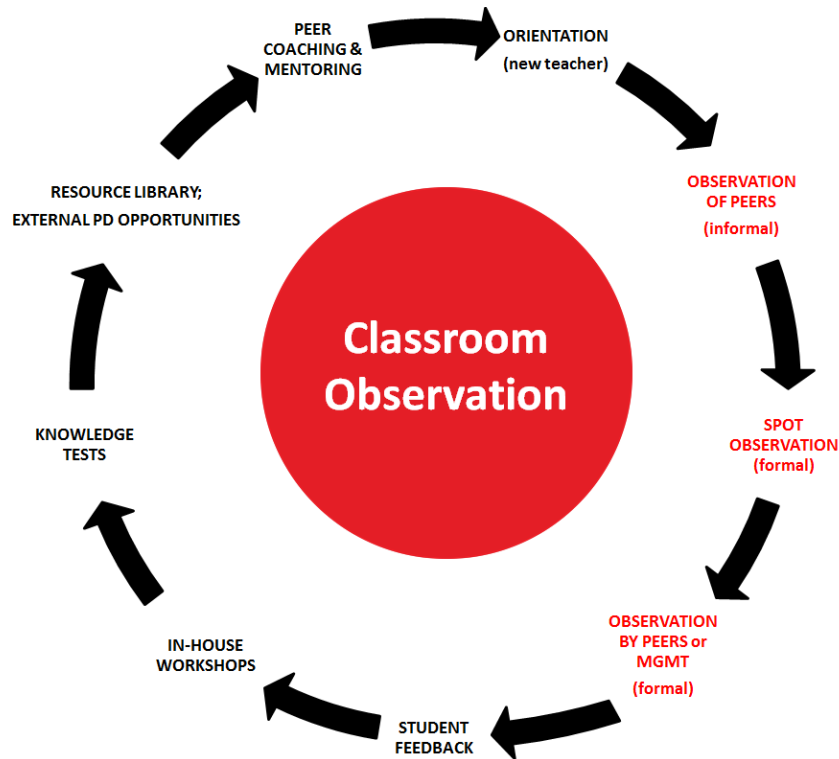 PEER
COACHING &
MENTORING
ORIENTATION
(new teacher)
OBSERVATION
OF PEERS
(informal)
SPOT
OBSERVATION
(formal)
OBSERVATION
BY PEERS or
MGMT
(formal)
STUDENT
FEEDBACK
IN-HOUSE
WORKSHOPS
KNOWLEDGE
TESTS
RESOURCE LIBRARY;
EXTERNAL PD OPPORTUNITIES
Classroom
Observation